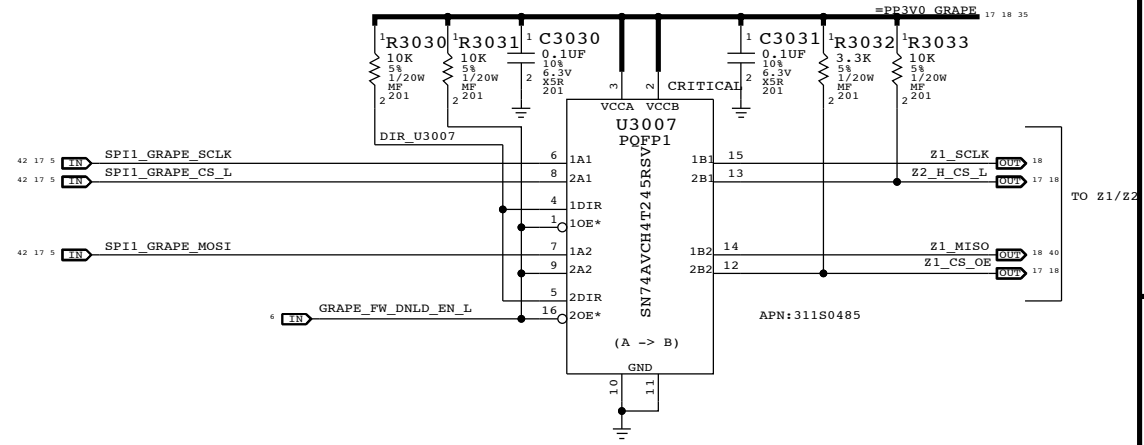 =PP3V0_GRAPE 17 18 35
1 R3030
10K
5%
1/20W
MF
2 201
1 R3031
10K
5%
1/20W
MF
2 201
1 C3030
0.1UF
10%
6.3V
X5R
201
2
1 C3031
0.1UF
10%
6.3V
X5R
201
2
1 R3032
3.3K
5%
1/20W
MF
2 201
1 R3033
10K
5%
1/20W
MF
2 201
3 2 CRITICAL
VCCA VCCB
U3007
PQFP1
SN74AVCH4T245RSV
DIR_U3007
42 17 5 IN SPI1_GRAPE_SCLK 6 1A1
42 17 5 IN SPI1_GRAPE_CS_L 8 2A1
4 1DIR
1 1OE*
42 17 5 IN SPI1_GRAPE_MOSI 7 1A2
9 2A2
5 2DIR
6 IN GRAPE_FW_DNLD_EN_L 16 2OE*
1B1 15 Z1_SCLK OUT 18
2B1 13 Z2_H_CS_L OUT 17 18
1B2 14 Z1_MISO OUT 18 40
2B2 12 Z1_CS_OE OUT 17 18
TO Z1/Z2
APN:311S0485
(A -> B)
GND
10 11